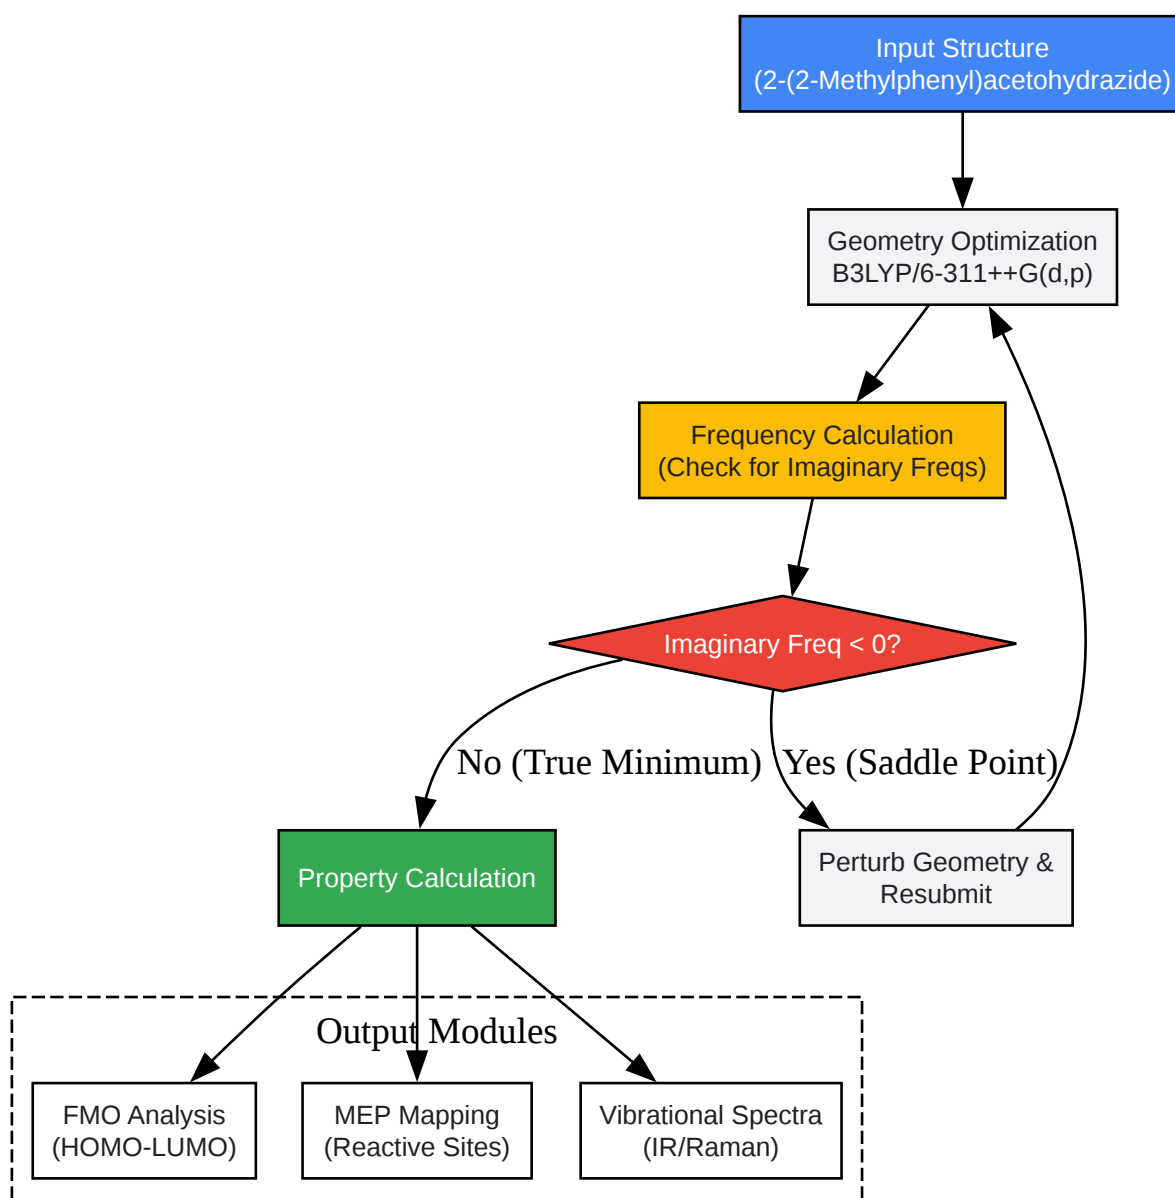 Input Structure
(2-(2-Methylphenyl)acetohydrazide)
Geometry Optimization
B3LYP/6-311++G(d,p)
Frequency Calculation
(Check for Imaginary Freqs)
Imaginary Freq < 0?
No (True Minimum)
Yes (Saddle Point)
Property Calculation
Perturb Geometry &
Resubmit
Output Modules
FMO Analysis
(HOMO-LUMO)
MEP Mapping
(Reactive Sites)
Vibrational Spectra
(IR/Raman)